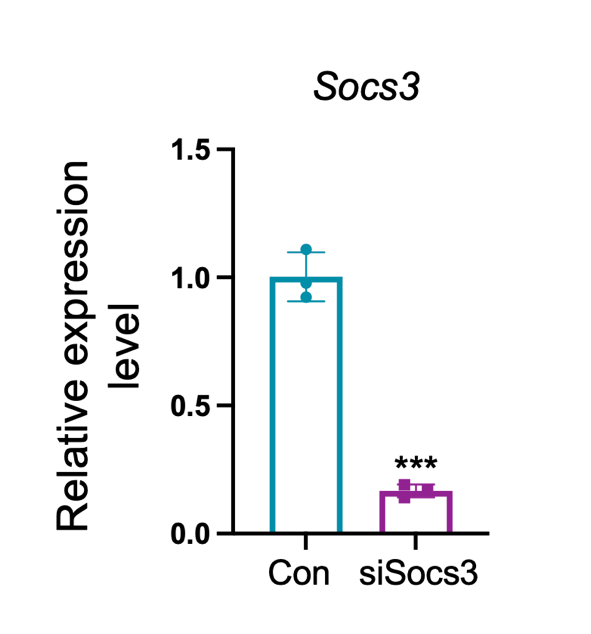 Socs3
Relative expression
level
1.5
1.0
0.5
0.0
***
Con siSocs3